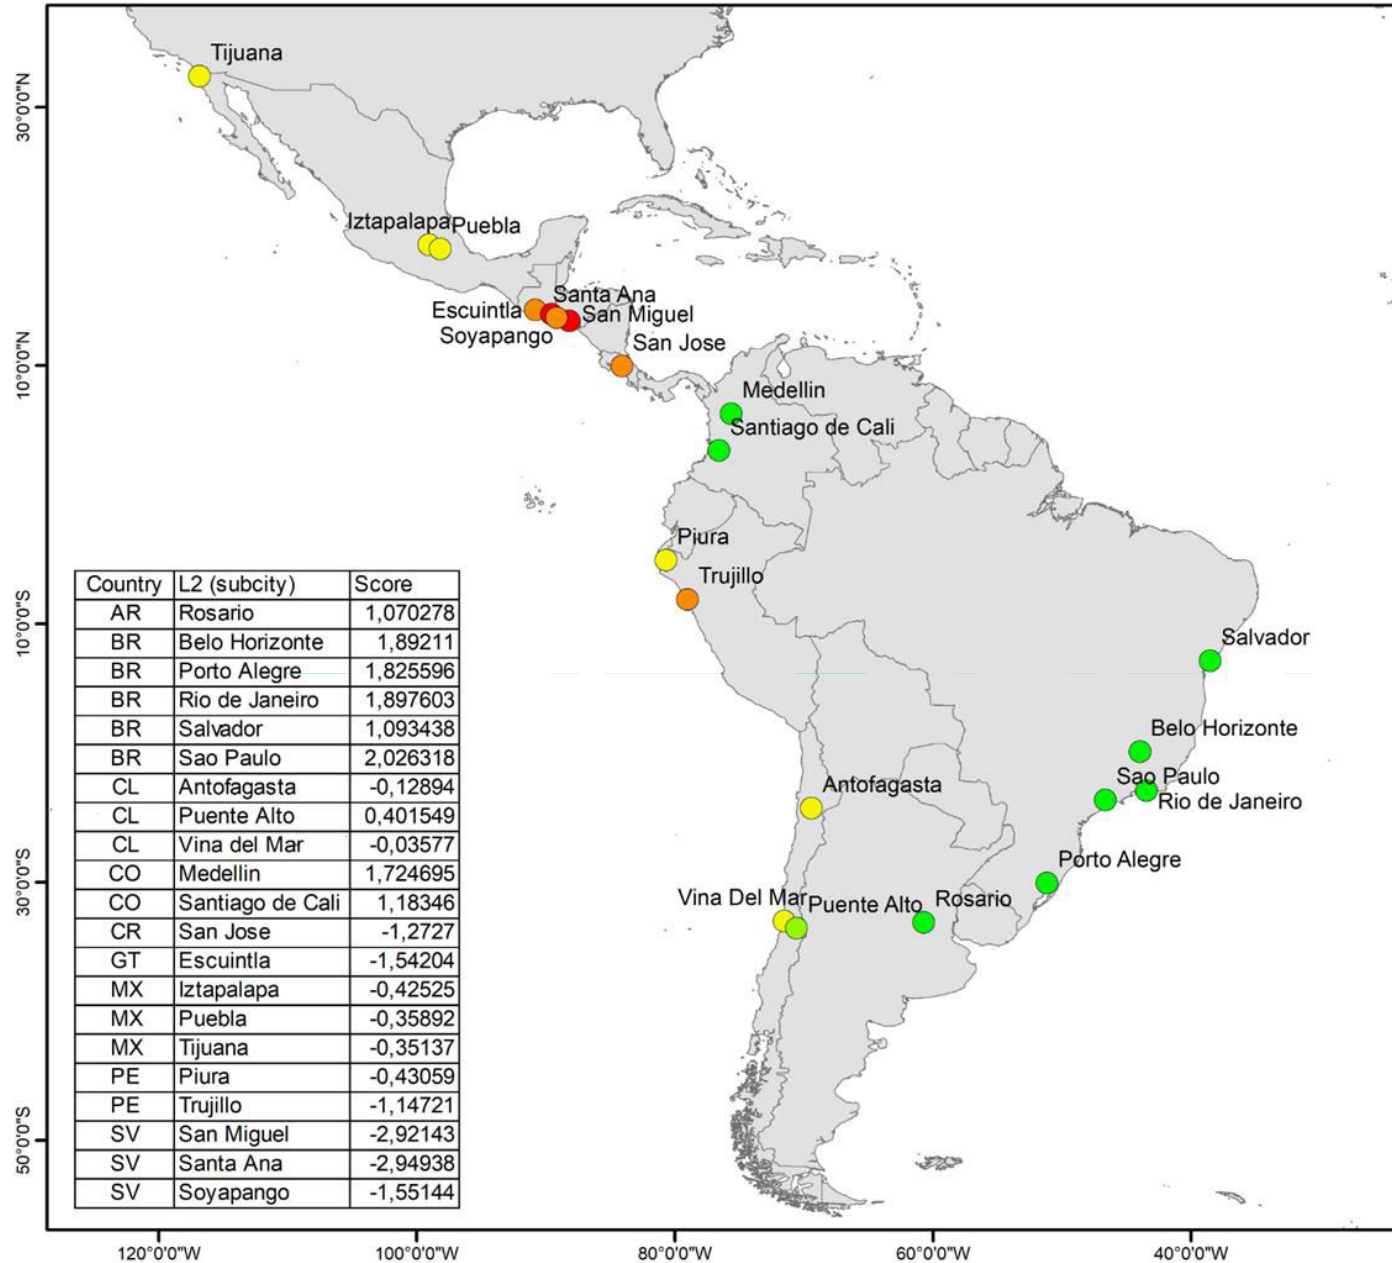 Tijuana
30°0'0"N
Iztapalapa Puebla
Santa Ana
Escuintla
San Miguel
Soyapango
San Jose
10°0'0"N
Medellin
Santiago de Cali
Piura
Trujillo
10°0'0"S
Salvador
Belo Horizonte
Sao Paulo
Antofagasta
Rio de Janeiro
Porto Alegre
30°0'0"S
Vina Del Mar Puente Alto Rosario
50°0'0"S
Country L2 (subcity) Score
AR Rosario 1,070278
BR Belo Horizonte 1,89211
BR Porto Alegre 1,825596
BR Rio de Janeiro 1,897603
BR Salvador 1,093438
BR Sao Paulo 2,026318
CL Antofagasta -0,12894
CL Puente Alto 0,401549
CL Vina del Mar -0,03577
CO Medellin 1,724695
CO Santiago de Cali 1,18346
CR San Jose -1,2727
GT Escuintla -1,54204
MX Iztapalapa -0,42525
MX Puebla -0,35892
MX Tijuana -0,35137
PE Piura -0,43059
PE Trujillo -1,14721
SV San Miguel -2,92143
SV Santa Ana -2,94938
SV Soyapango -1,55144
120°0'0"W 100°0'0"W 80°0'0"W 60°0'0"W 40°0'0"W